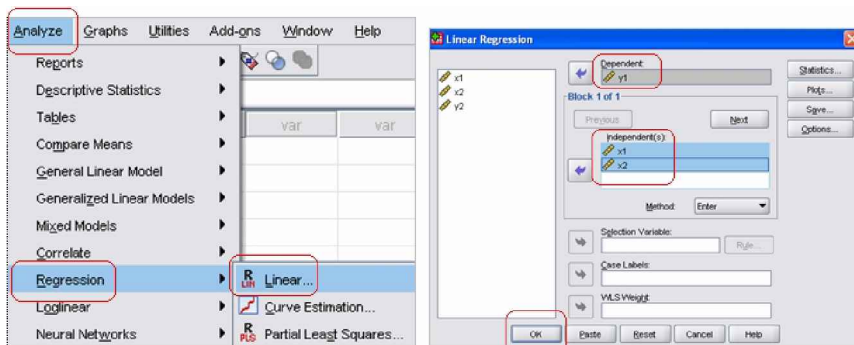 Analyze Graphs Utilities Add-ons Window Help
Reports
Descriptive Statistics
Tables
Compare Means
General Linear Model
Generalized Linear Models
Mixed Models
Correlate
Regression
Loglinear
Neural Networks
var var
R LIN Linear...
Curve Estimation...
R PLS Partial Least Squares...
Linear Regression
x1
x2
y2
Dependent:
y1
Block 1 of 1
Previous Next
Independent(s):
x1
x2
Method: Enter
Selection Variable:
Rule...
Case Labels:
WLS Weight:
Statistics...
Plots...
Save...
Options...
OK Paste Reset Cancel Help